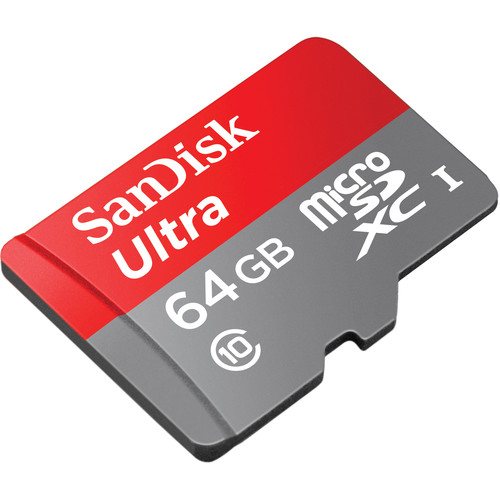 SanDisk
Ultra
64GB
micro
SD
XC I
10